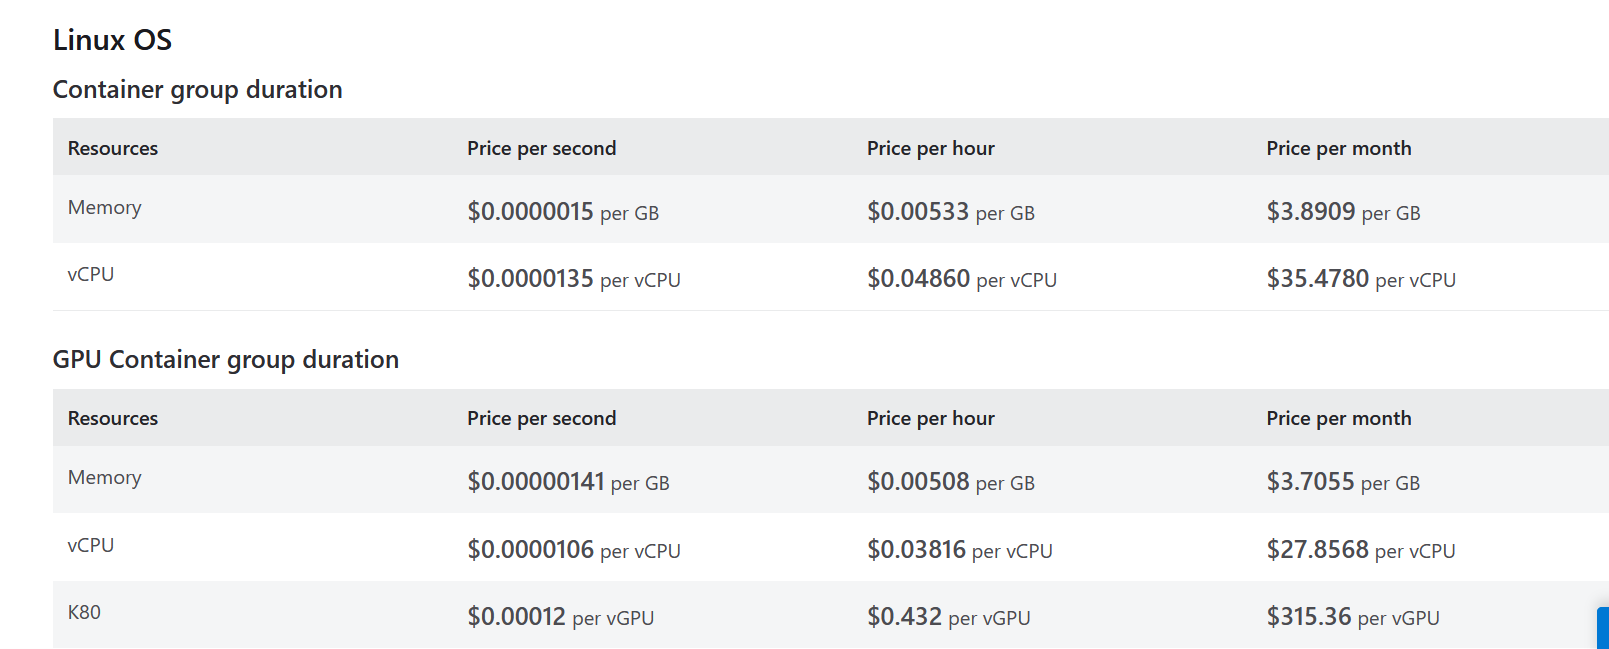 Linux OS
Container group duration
Resources Price per second Price per hour Price per month
Memory $0.0000015 per GB $0.00533 per GB $3.8909 per GB
vCPU $0.0000135 per vCPU $0.04860 per vCPU $35.4780 per vCPU
GPU Container group duration
Resources Price per second Price per hour Price per month
Memory $0.00000141 per GB $0.00508 per GB $3.7055 per GB
vCPU $0.0000106 per vCPU $0.03816 per vCPU $27.8568 per vCPU
K80 $0.00012 per vGPU $0.432 per vGPU $315.36 per vGPU